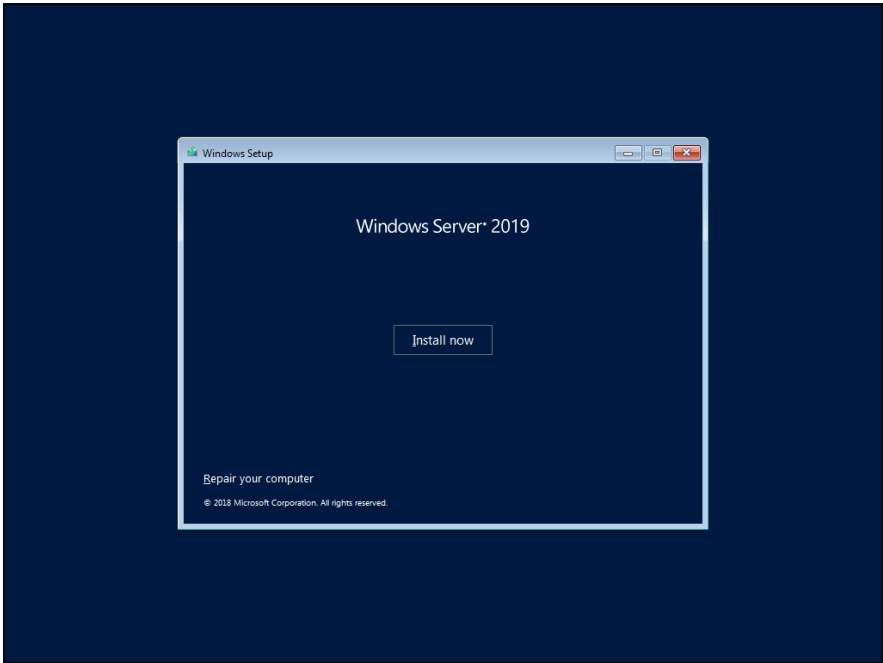 Windows Setup
Windows Server® 2019
Install now
Repair your computer
© 2018 Microsoft Corporation. All rights reserved.